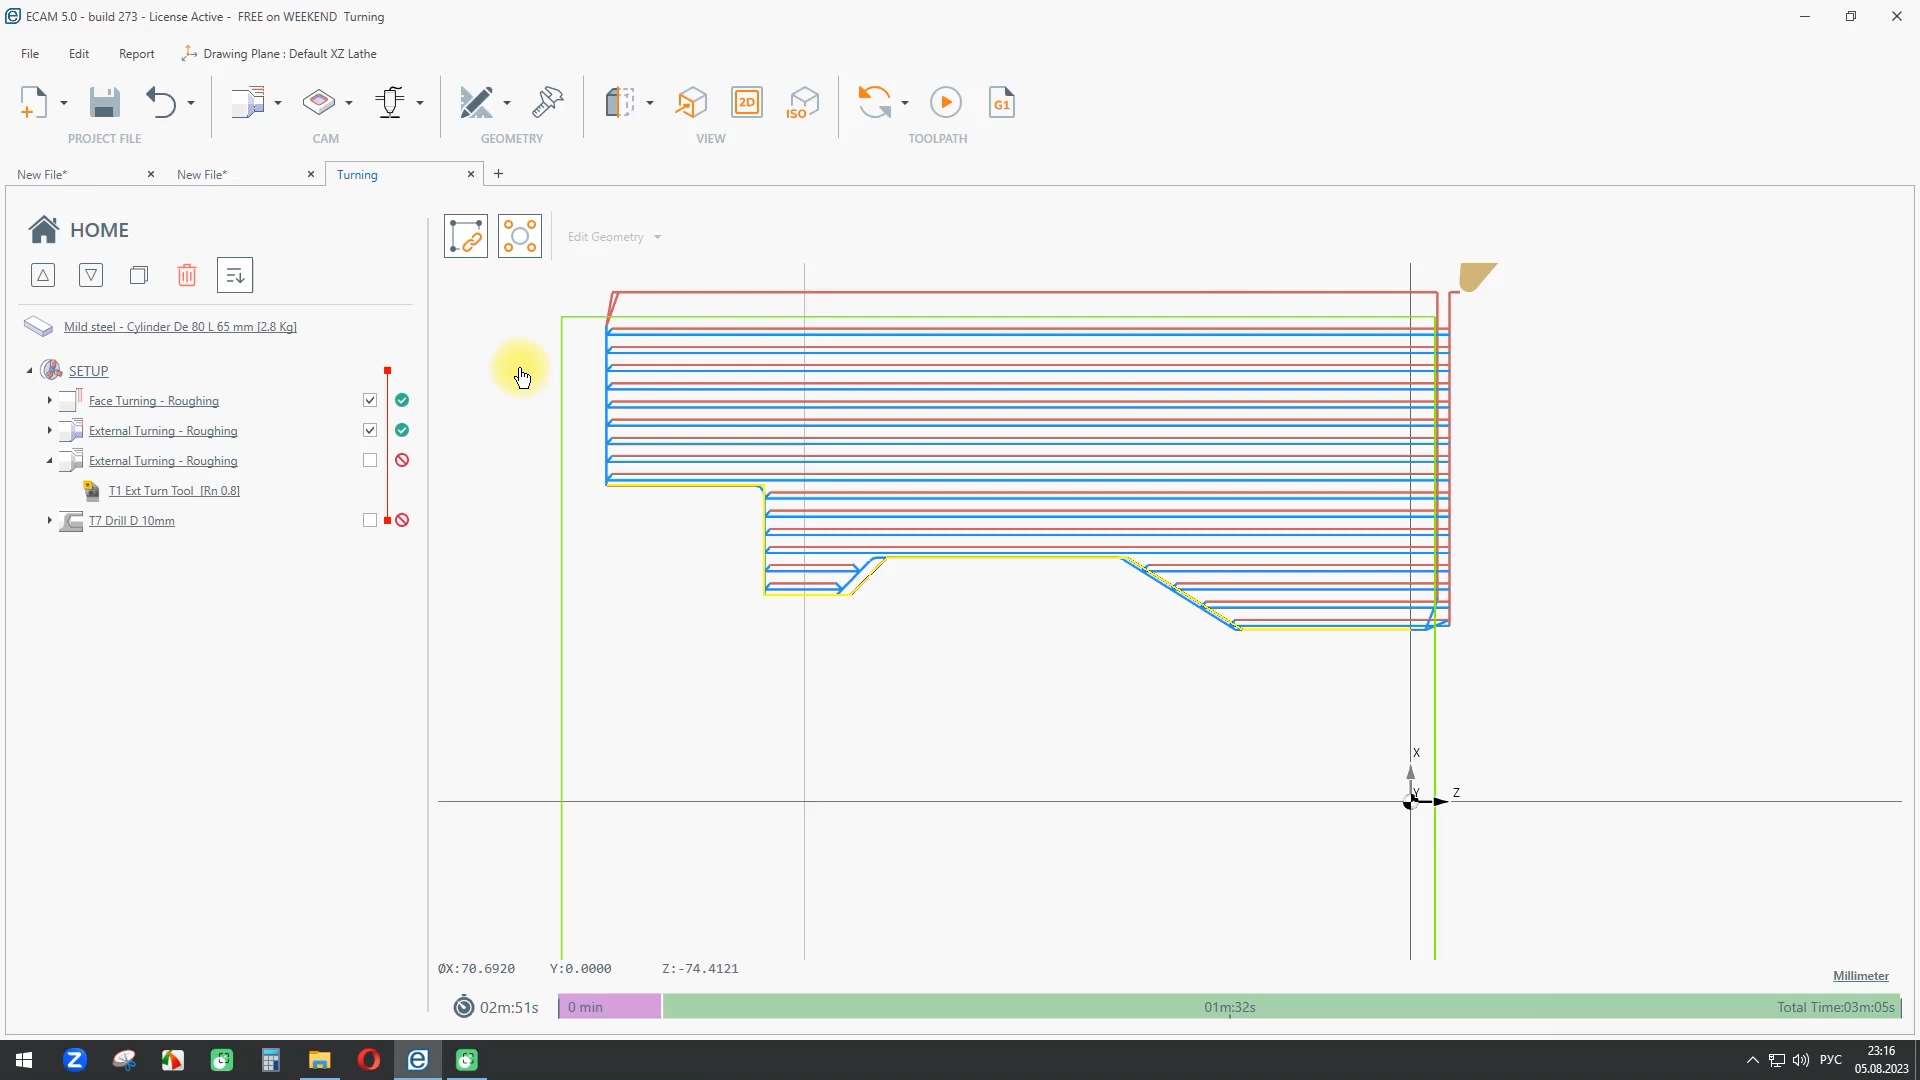 ECAM 5.0 - build 273 - License Active - FREE on WEEKEND Turning
File Edit Report Drawing Plane : Default XZ Lathe
2D ISO G1
PROJECT FILE CAM GEOMETRY VIEW TOOLPATH
New File* New File* Turning
HOME
Edit Geometry
Mild steel - Cylinder De 80 L 65 mm [2.8 Kg]
SETUP
Face Turning - Roughing
External Turning - Roughing
External Turning - Roughing
T1 Ext Turn Tool [Rn 0.8]
T7 Drill D 10mm
X
Y Z
ØX:70.6920 Y:0.0000 Z:-74.4121
Millimeter
02m:51s 0 min 01m:32s Total Time:03m:05s
РУС
23:16
05.08.2023